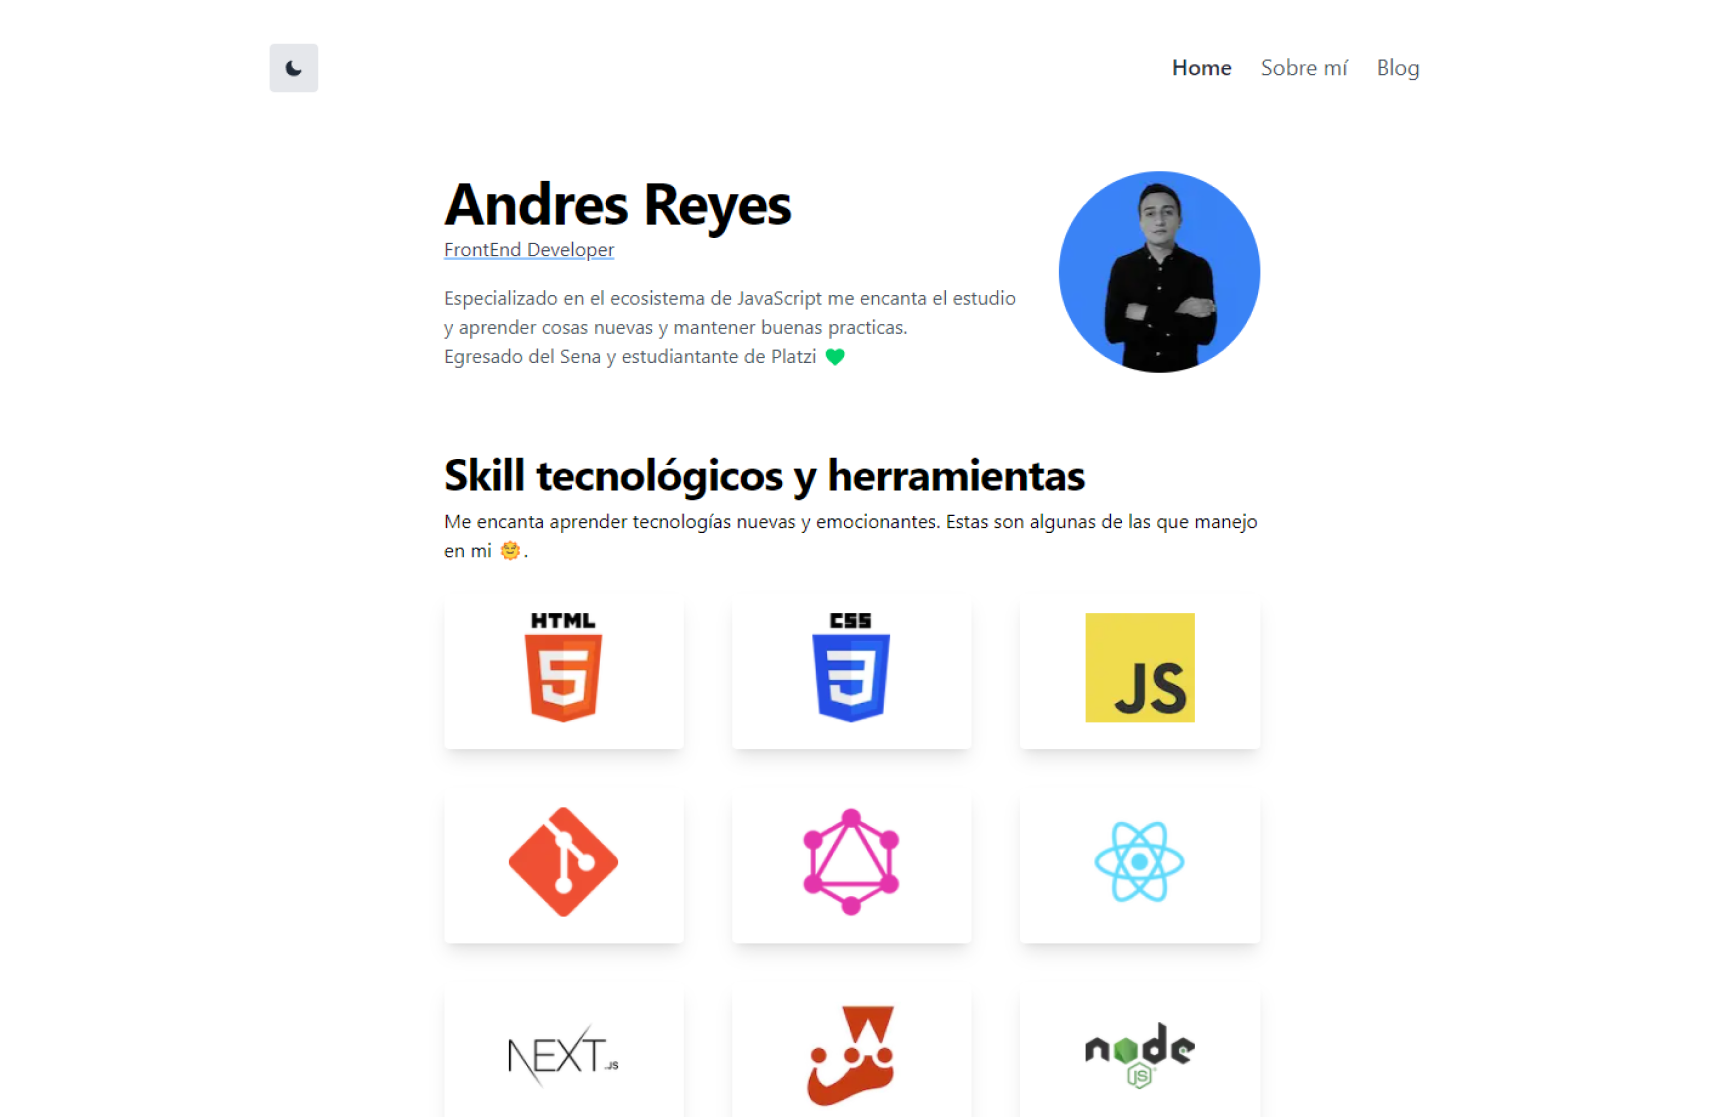 Home Sobre mí Blog
Andres Reyes
FrontEnd Developer
Especializado en el ecosistema de JavaScript me encanta el estudio
y aprender cosas nuevas y mantener buenas practicas.
Egresado del Sena y estudiantante de Platzi 💚
Skill tecnológicos y herramientas
Me encanta aprender tecnologías nuevas y emocionantes. Estas son algunas de las que manejo
en mi 🌞.
HTML CSS
5 3 JS
NEXT.JS node
JS